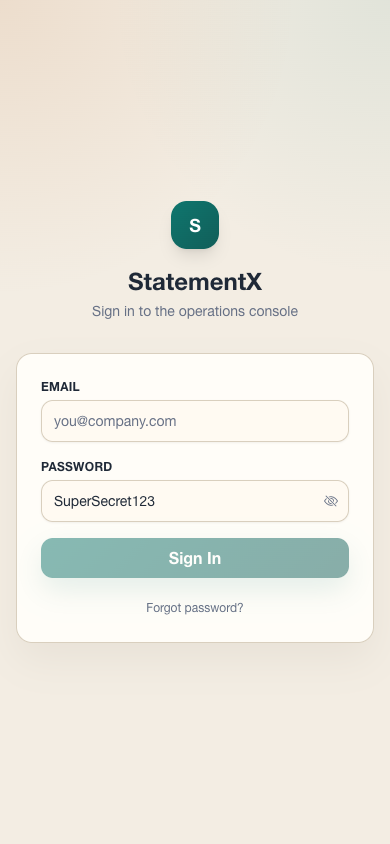 S
StatementX
Sign in to the operations console
EMAIL
you@company.com
PASSWORD
SuperSecret123
Sign In
Forgot password?